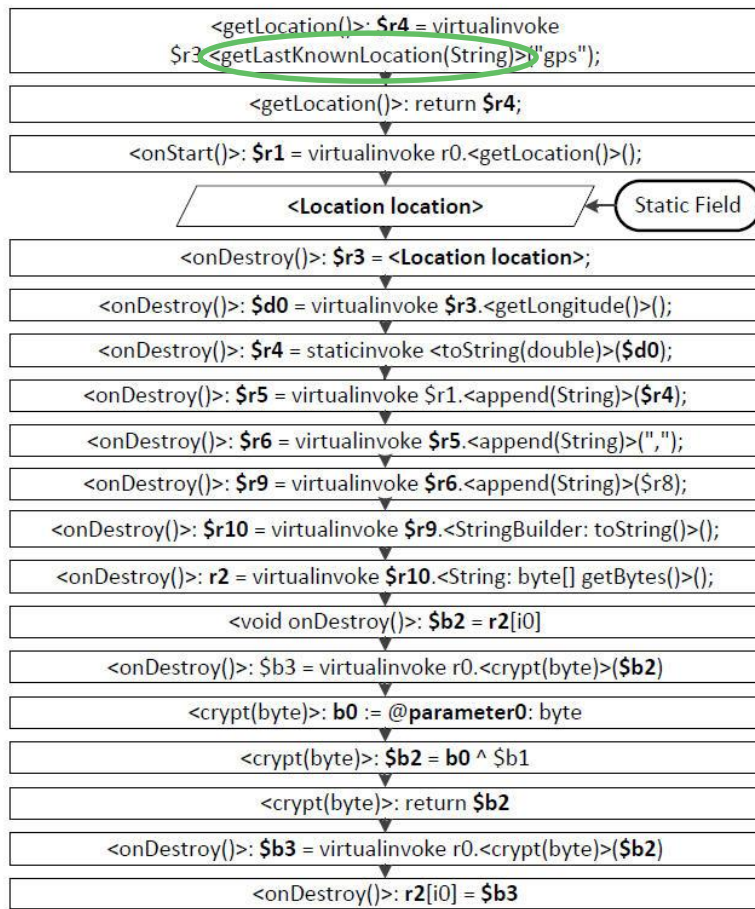 <getLocation()>: $r4 = virtualinvoke
$r3.<getLastKnownLocation(String)>("gps");
<getLocation()>: return $r4;
<onStart()>: $r1 = virtualinvoke r0.<getLocation()>();
<Location location>
Static Field
<onDestroy()>: $r3 = <Location location>;
<onDestroy()>: $d0 = virtualinvoke $r3.<getLongitude()>();
<onDestroy()>: $r4 = staticinvoke <toString(double)>($d0);
<onDestroy()>: $r5 = virtualinvoke $r1.<append(String)>($r4);
<onDestroy()>: $r6 = virtualinvoke $r5.<append(String)>(",");
<onDestroy()>: $r9 = virtualinvoke $r6.<append(String)>($r8);
<onDestroy()>: $r10 = virtualinvoke $r9.<StringBuilder: toString()>();
<onDestroy()>: r2 = virtualinvoke $r10.<String: byte[] getBytes()>();
<void onDestroy()>: $b2 = r2[i0]
<onDestroy()>: $b3 = virtualinvoke r0.<crypt(byte)>($b2)
<crypt(byte)>: b0 := @parameter0: byte
<crypt(byte)>: $b2 = b0 ^ $b1
<crypt(byte)>: return $b2
<onDestroy()>: $b3 = virtualinvoke r0.<crypt(byte)>($b2)
<onDestroy()>: r2[i0] = $b3